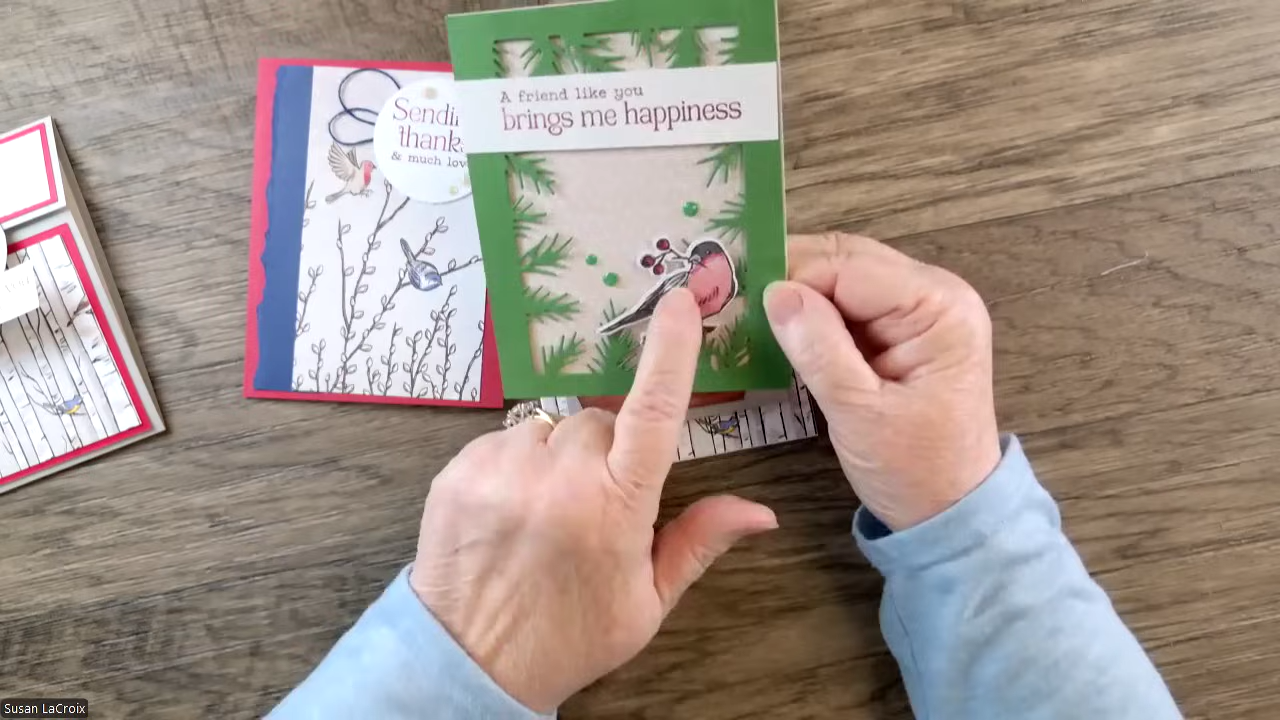 A friend like you
brings me happiness
Sendi
thank
& much lov
Susan LaCroix